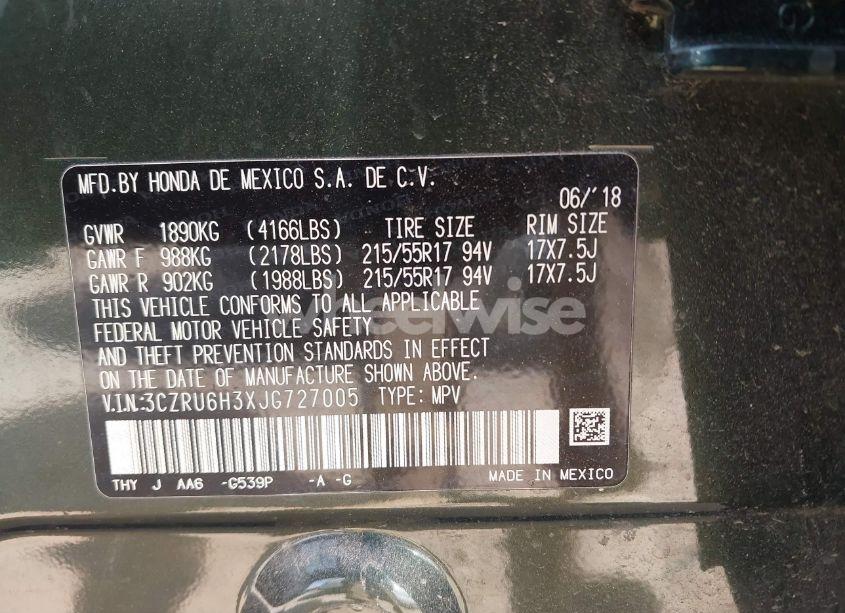 MFD.BY HONDA DE MEXICO S.A. DE C.V.
06/'18
GVWR 1890KG (4166LBS) TIRE SIZE RIM SIZE
GAWR F 988KG (2178LBS) 215/55R17 94V 17X7.5J
GAWR R 902KG (1988LBS) 215/55R17 94V 17X7.5J
THIS VEHICLE CONFORMS TO ALL APPLICABLE
FEDERAL MOTOR VEHICLE SAFETY
AND THEFT PREVENTION STANDARDS IN EFFECT
ON THE DATE OF MANUFACTURE SHOWN ABOVE.
V.I.N.:3CZRU6H3XJG727005 TYPE: MPV
THY J AA6 -G539P -A -G MADE IN MEXICO
wheelwise